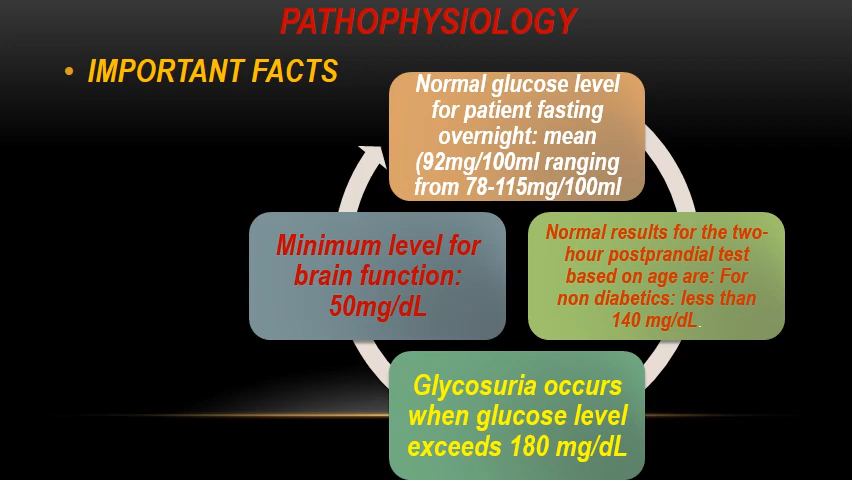 PATHOPHYSIOLOGY
• IMPORTANT FACTS
Normal glucose level
for patient fasting
overnight: mean
(92mg/100ml ranging
from 78-115mg/100ml
Normal results for the two-
hour postprandial test
based on age are: For
non diabetics: less than
140 mg/dL.
Glycosuria occurs
when glucose level
exceeds 180 mg/dL
Minimum level for
brain function:
50mg/dL